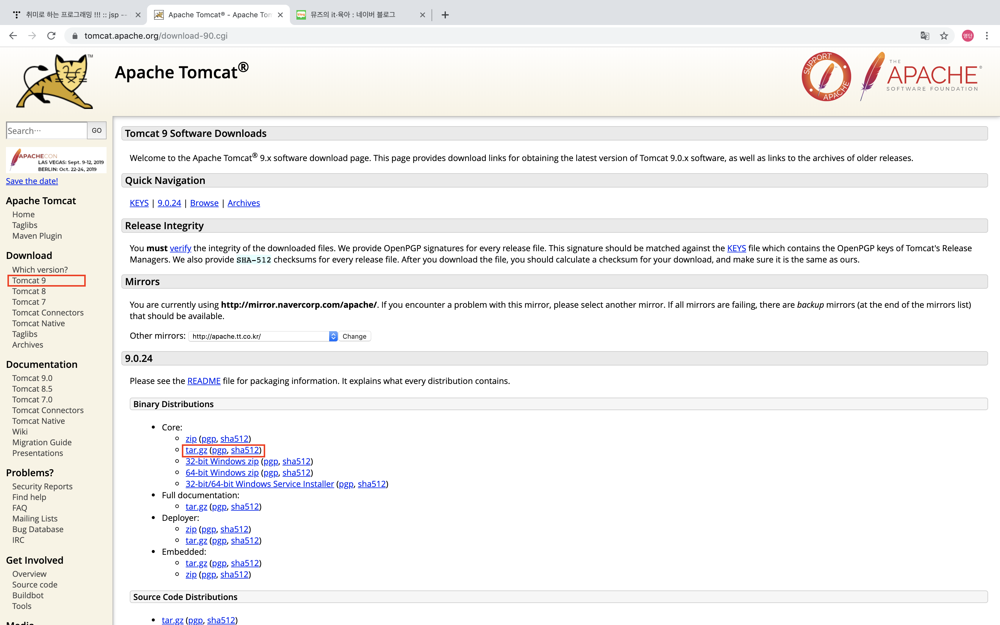 취미로 하는 프로그래밍 !!! :: jsp --
Apache Tomcat® - Apache Tom
뮤즈의 it·육아 : 네이버 블로그
tomcat.apache.org/download-90.cgi
영단
TM
Apache Tomcat®
SUPPORT APACHE
THE
APACHE®
SOFTWARE FOUNDATION
Search…
GO
APACHECON
LAS VEGAS: Sept. 9-12, 2019
BERLIN: Oct. 22-24, 2019
Save the date!
Apache Tomcat
Home
Taglibs
Maven Plugin
Download
Which version?
Tomcat 9
Tomcat 8
Tomcat 7
Tomcat Connectors
Tomcat Native
Taglibs
Archives
Documentation
Tomcat 9.0
Tomcat 8.5
Tomcat 7.0
Tomcat Connectors
Tomcat Native
Wiki
Migration Guide
Presentations
Problems?
Security Reports
Find help
FAQ
Mailing Lists
Bug Database
IRC
Get Involved
Overview
Source code
Buildbot
Tools
Media
Tomcat 9 Software Downloads
Welcome to the Apache Tomcat® 9.x software download page. This page provides download links for obtaining the latest version of Tomcat 9.0.x software, as well as links to the archives of older releases.
Quick Navigation
KEYS | 9.0.24 | Browse | Archives
Release Integrity
You must verify the integrity of the downloaded files. We provide OpenPGP signatures for every release file. This signature should be matched against the KEYS file which contains the OpenPGP keys of Tomcat's Release
Managers. We also provide SHA-512 checksums for every release file. After you download the file, you should calculate a checksum for your download, and make sure it is the same as ours.
Mirrors
You are currently using http://mirror.navercorp.com/apache/. If you encounter a problem with this mirror, please select another mirror. If all mirrors are failing, there are backup mirrors (at the end of the mirrors list)
that should be available.
Other mirrors: http://apache.tt.co.kr/ Change
9.0.24
Please see the README file for packaging information. It explains what every distribution contains.
Binary Distributions
Core:
zip (pgp, sha512)
tar.gz (pgp, sha512)
32-bit Windows zip (pgp, sha512)
64-bit Windows zip (pgp, sha512)
32-bit/64-bit Windows Service Installer (pgp, sha512)
Full documentation:
tar.gz (pgp, sha512)
Deployer:
zip (pgp, sha512)
tar.gz (pgp, sha512)
Embedded:
tar.gz (pgp, sha512)
zip (pgp, sha512)
Source Code Distributions
tar.gz (pgp, sha512)